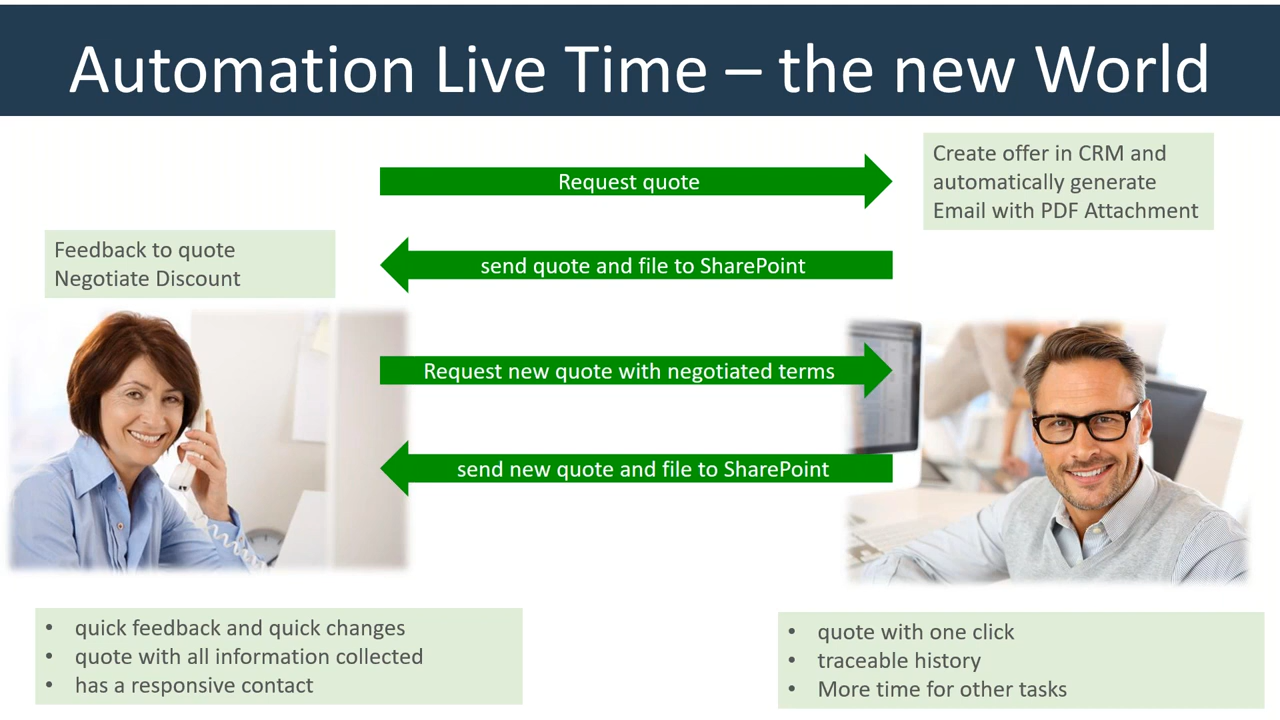 Automation Live Time – the new World
Request quote
Create offer in CRM and
automatically generate
Email with PDF Attachment
Feedback to quote
Negotiate Discount
send quote and file to SharePoint
Request new quote with negotiated terms
send new quote and file to SharePoint
• quick feedback and quick changes
• quote with all information collected
• has a responsive contact
• quote with one click
• traceable history
• More time for other tasks